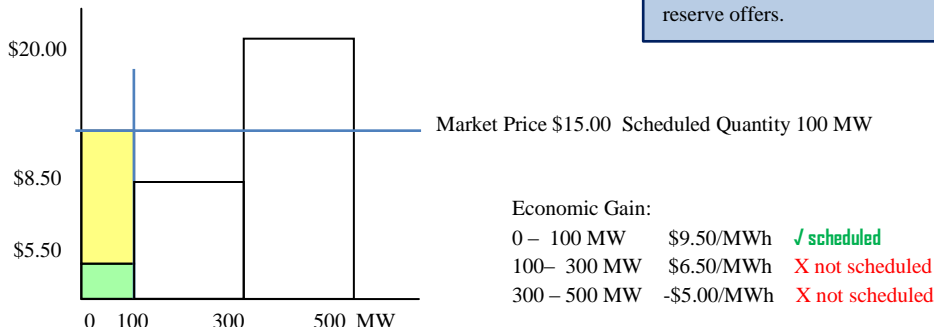 reserve offers.
$20.00
Market Price $15.00 Scheduled Quantity 100 MW
$8.50
$5.50
Economic Gain:
0 – 100 MW $9.50/MWh √ scheduled
100– 300 MW $6.50/MWh X not scheduled
300 – 500 MW -$5.00/MWh X not scheduled
0 100 300 500 MW